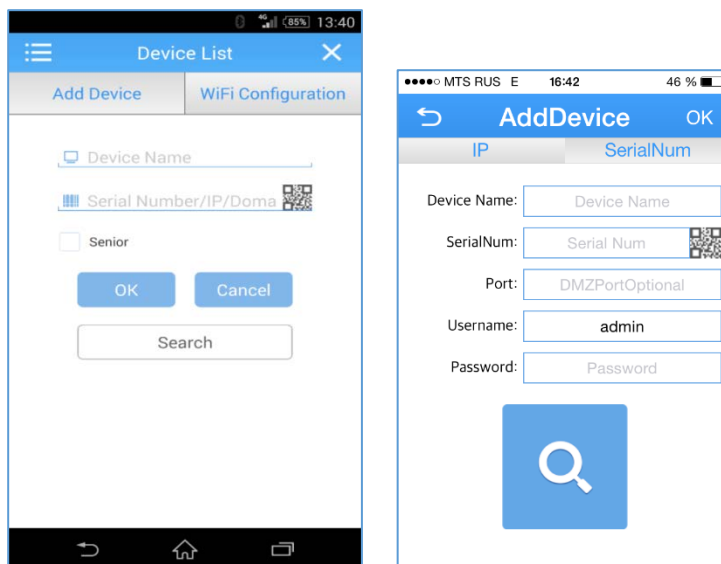 4G 85% 13:40
Device List
Add Device WiFi Configuration
Device Name
Serial Number/IP/Doma
Senior
OK Cancel
Search
MTS RUS E 16:42 46 %
AddDevice OK
IP SerialNum
Device Name: Device Name
SerialNum: Serial Num
Port: DMZPortOptional
Username: admin
Password: Password